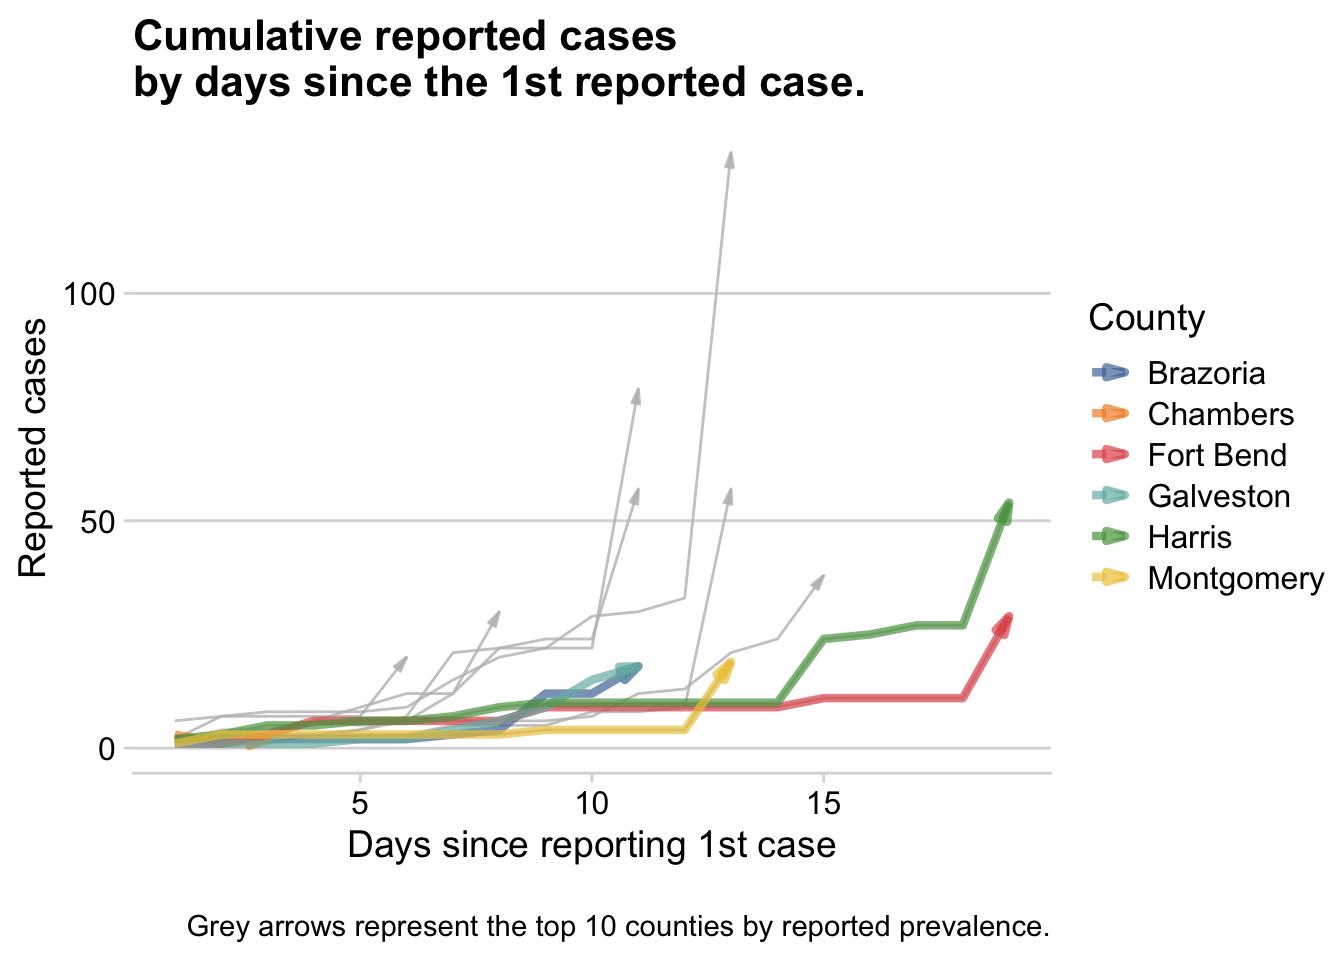 Cumulative reported cases
by days since the 1st reported case.
100
50
0
Reported cases
5
10
15
Days since reporting 1st case
County
Brazoria
Chambers
Fort Bend
Galveston
Harris
Montgomery
Grey arrows represent the top 10 counties by reported prevalence.